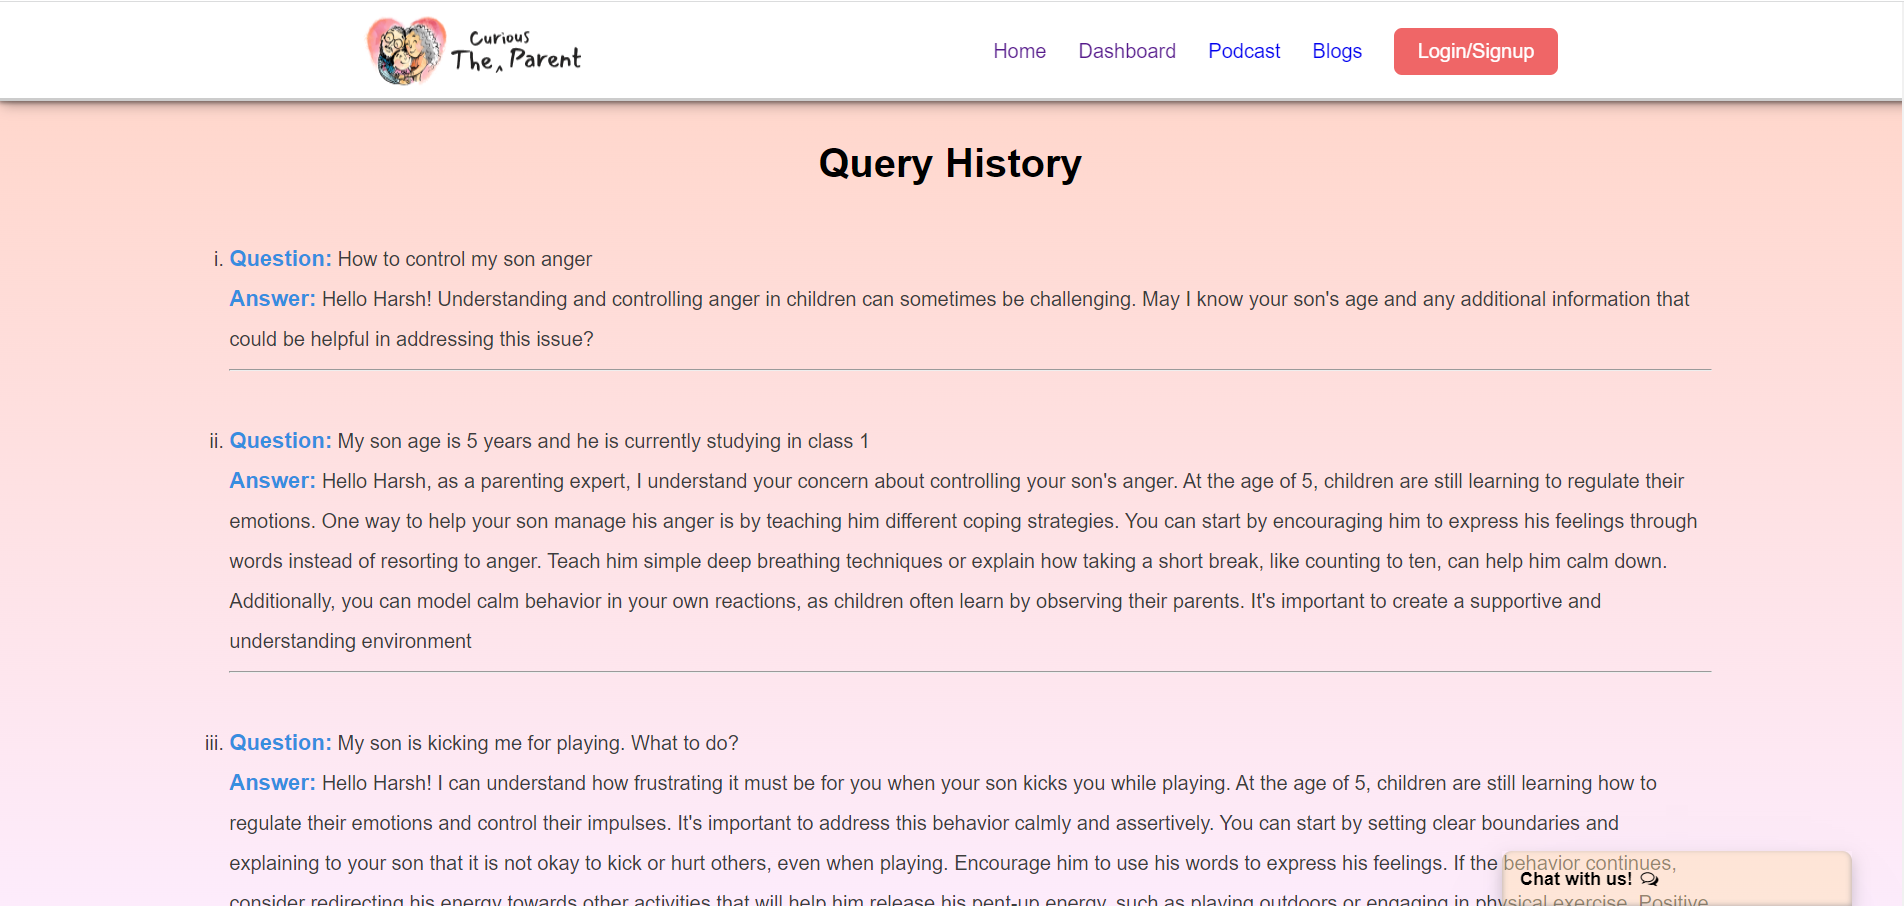 Curious
The ‸ Parent
Home Dashboard Podcast Blogs Login/Signup
Query History
i. Question: How to control my son anger
Answer: Hello Harsh! Understanding and controlling anger in children can sometimes be challenging. May I know your son's age and any additional information that
could be helpful in addressing this issue?
ii. Question: My son age is 5 years and he is currently studying in class 1
Answer: Hello Harsh, as a parenting expert, I understand your concern about controlling your son's anger. At the age of 5, children are still learning to regulate their
emotions. One way to help your son manage his anger is by teaching him different coping strategies. You can start by encouraging him to express his feelings through
words instead of resorting to anger. Teach him simple deep breathing techniques or explain how taking a short break, like counting to ten, can help him calm down.
Additionally, you can model calm behavior in your own reactions, as children often learn by observing their parents. It's important to create a supportive and
understanding environment
iii. Question: My son is kicking me for playing. What to do?
Answer: Hello Harsh! I can understand how frustrating it must be for you when your son kicks you while playing. At the age of 5, children are still learning how to
regulate their emotions and control their impulses. It's important to address this behavior calmly and assertively. You can start by setting clear boundaries and
explaining to your son that it is not okay to kick or hurt others, even when playing. Encourage him to use his words to express his feelings. If the behavior continues,
consider redirecting his energy towards other activities that will help him release his pent-up energy, such as playing outdoors or engaging in physical exercise. Positive
Chat with us!